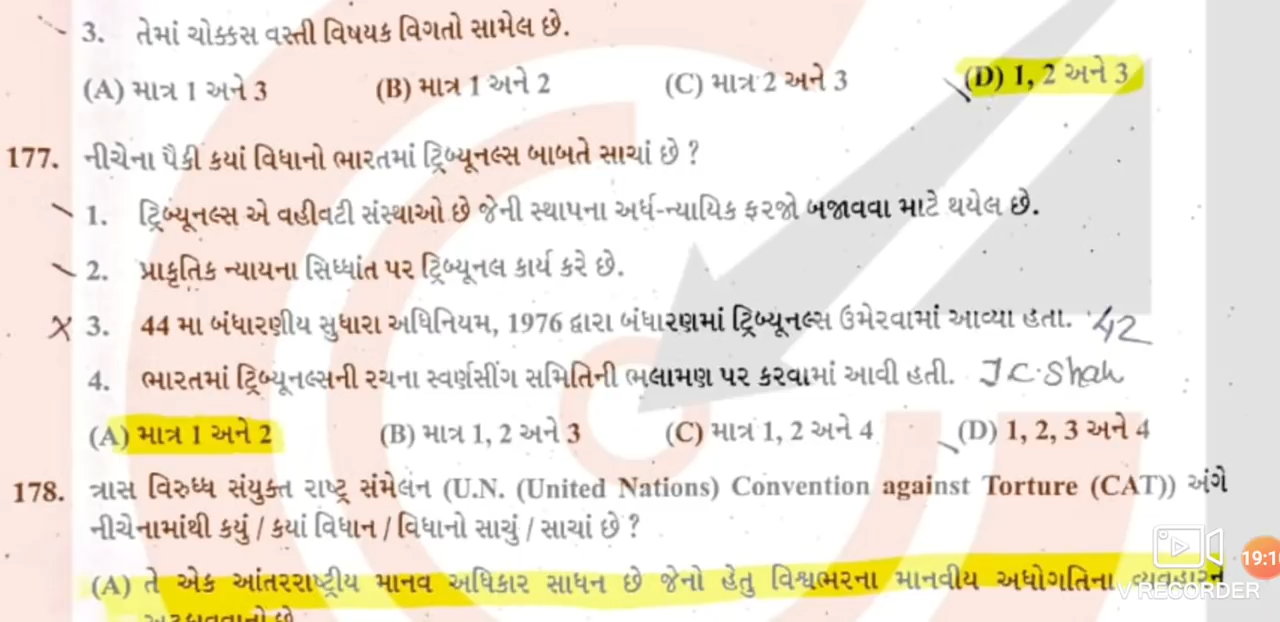 3. તેમાં ચોક્કસ વસ્તી વિષયક વિગતો સામેલ છે.
(A) માત્ર 1 અને 3 (B) માત્ર 1 અને 2 (C) માત્ર 2 અને 3 (D) 1, 2 અને 3
177. નીચેના પૈકી કયાં વિધાનો ભારતમાં ટ્રિબ્યૂનલ્સ બાબતે સાચાં છે ?
1. ટ્રિબ્યૂનલ્સ એ વહીવટી સંસ્થાઓ છે જેની સ્થાપના અર્ધ-ન્યાયિક ફરજો બજાવવા માટે થયેલ છે.
2. પ્રાકૃતિક ન્યાયના સિધ્ધાંત પર ટ્રિબ્યૂનલ કાર્ય કરે છે.
X 3. 44 મા બંધારણીય સુધારા અધિનિયમ, 1976 દ્વારા બંધારણમાં ટ્રિબ્યૂનલ્સ ઉમેરવામાં આવ્યા હતા. 42
4. ભારતમાં ટ્રિબ્યૂનલ્સની રચના સ્વર્ણસીંગ સમિતિની ભલામણ પર કરવામાં આવી હતી. J.C. Shah
(A) માત્ર 1 અને 2 (B) માત્ર 1, 2 અને 3 (C) માત્ર 1, 2 અને 4 (D) 1, 2, 3 અને 4
178. ત્રાસ વિરુધ્ધ સંયુક્ત રાષ્ટ્ર સંમેલન (U.N. (United Nations) Convention against Torture (CAT)) અંગે
નીચેનામાંથી કયું / કયાં વિધાન / વિધાનો સાચું / સાચાં છે ?
(A) તે એક આંતરરાષ્ટ્રીય માનવ અધિકાર સાધન છે જેનો હેતુ વિશ્વભરના માનવીય અધોગતિના વ્યવહારને
VRECORDER